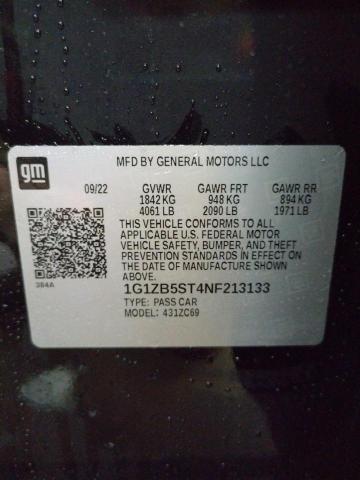 gm
MFD BY GENERAL MOTORS LLC
09/22 GVWR GAWR FRT GAWR RR
1842 KG 948 KG 894 KG
4061 LB 2090 LB 1971 LB
THIS VEHICLE CONFORMS TO ALL
APPLICABLE U.S. FEDERAL MOTOR
VEHICLE SAFETY, BUMPER, AND THEFT
PREVENTION STANDARDS IN EFFECT ON
THE DATE OF MANUFACTURE SHOWN
ABOVE.
384A
1G1ZB5ST4NF213133
TYPE: PASS CAR
MODEL: 431ZC69